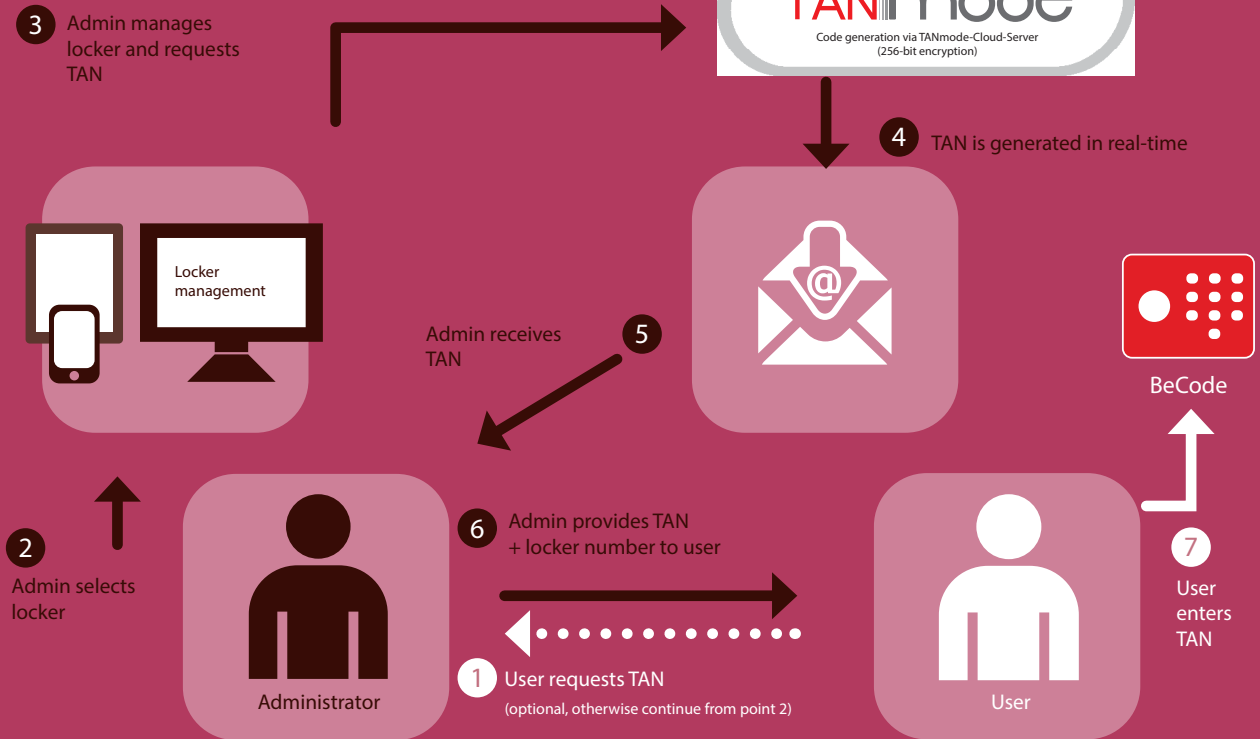 3
Admin manages
locker and requests
TAN
TANmode
Code generation via TANmode-Cloud-Server
(256-bit encryption)
4
TAN is generated in real-time
Locker
management
@
Admin receives
TAN
5
BeCode
2
Admin selects
locker
6
Admin provides TAN
+ locker number to user
7
User
enters
TAN
1
User requests TAN
(optional, otherwise continue from point 2)
Administrator
User